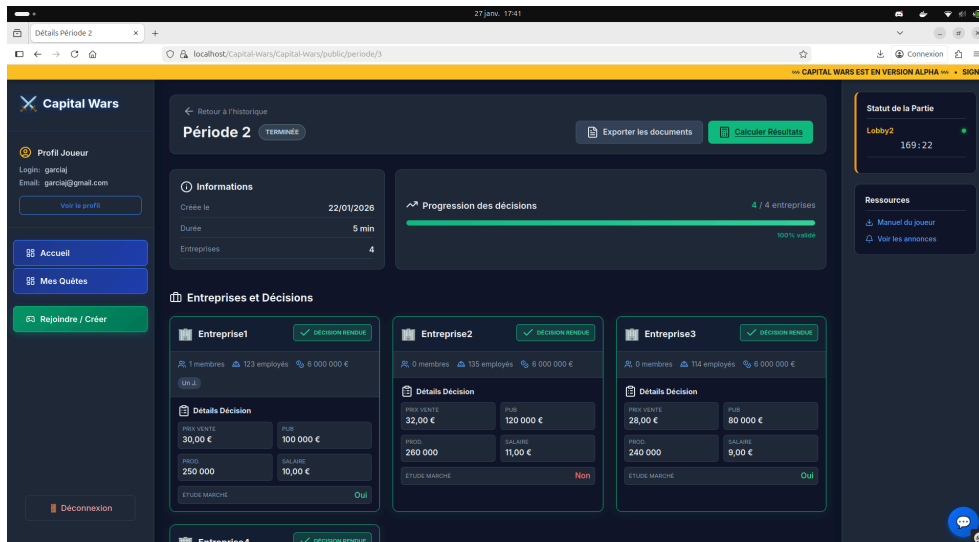 27 janv. 17:41
Détails Période 2
localhost/Capital-Wars/Capital-Wars/public/periode/3
Connexion
CAPITAL WARS EST EN VERSION ALPHA • SIGN
Capital Wars
Profil Joueur
Login: garciaj
Email: garciaj@gmail.com
Voir le profil
Accueil
Mes Quêtes
Rejoindre / Créer
Déconnexion
Retour à l'historique
Période 2 TERMINÉE
Exporter les documents
Calculer Résultats
Informations
Créée le 22/01/2026
Durée 5 min
Entreprises 4
Progression des décisions
4 / 4 entreprises
100% validé
Entreprises et Décisions
Entreprise1 DÉCISION RENDUE
1 membres 123 employés 6 000 000 €
Un J.
Détails Décision
PRIX VENTE PUB
30,00 € 100 000 €
PROD. SALAIRE
250 000 10,00 €
ÉTUDE MARCHÉ Oui
Entreprise2 DÉCISION RENDUE
0 membres 135 employés 6 000 000 €
Détails Décision
PRIX VENTE PUB
32,00 € 120 000 €
PROD. SALAIRE
260 000 11,00 €
ÉTUDE MARCHÉ Non
Entreprise3 DÉCISION RENDUE
0 membres 114 employés 6 000 000 €
Détails Décision
PRIX VENTE PUB
28,00 € 80 000 €
PROD. SALAIRE
240 000 9,00 €
ÉTUDE MARCHÉ Oui
Entreprise4 DÉCISION RENDUE
Statut de la Partie
Lobby2
169:22
Ressources
Manuel du joueur
Voir les annonces